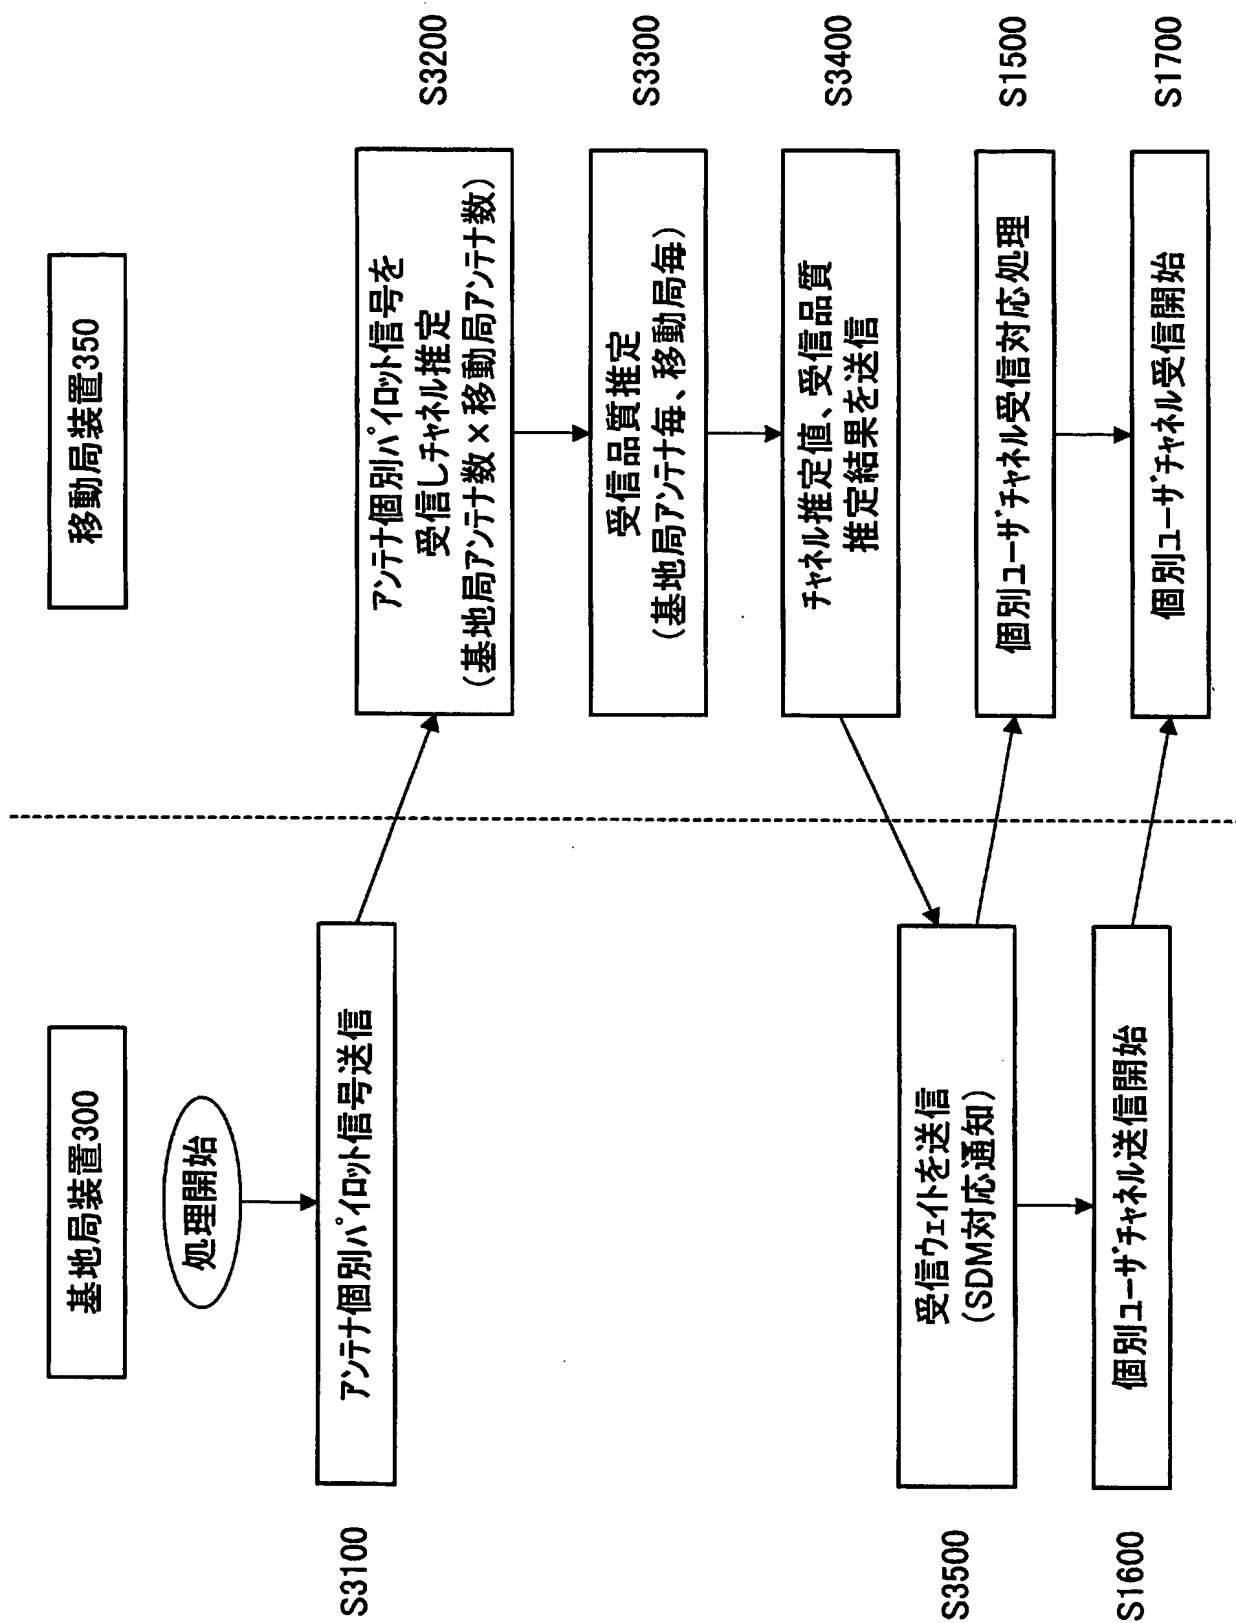 基地局装置300
移動局装置350
処理開始
S3100
アンテナ個別パイロット信号送信
アンテナ個別パイロット信号を
受信しチャネル推定
(基地局アンテナ数×移動局アンテナ数)
S3200
受信品質推定
(基地局アンテナ毎、移動局毎)
S3300
チャネル推定値、受信品質
推定結果を送信
S3400
S3500
受信ウェイトを送信
(SDM対応通知)
個別ユーザチャネル受信対応処理
S1500
S1600
個別ユーザチャネル送信開始
個別ユーザチャネル受信開始
S1700